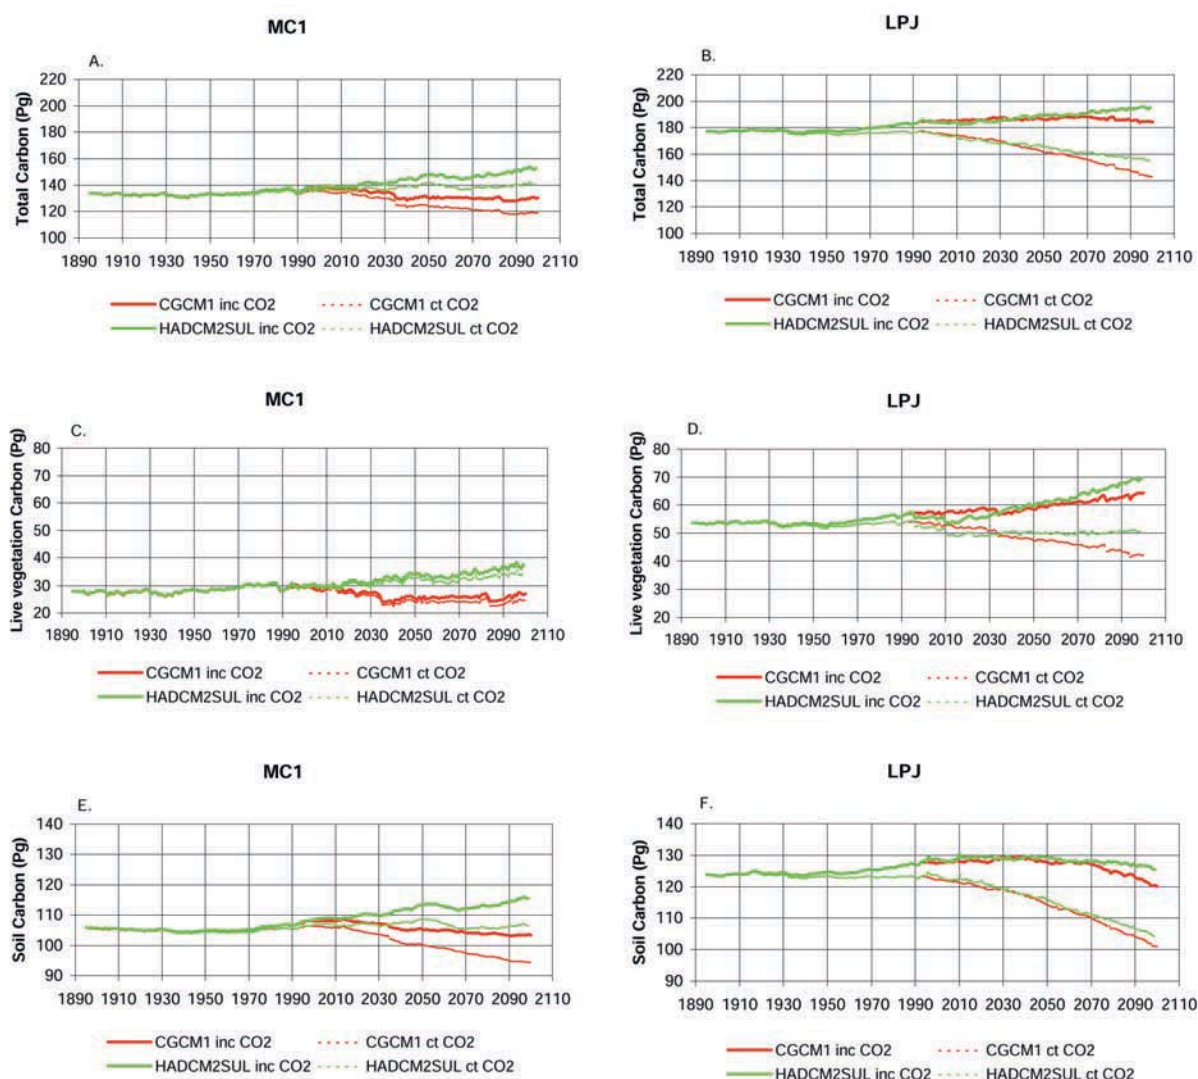 MC1
A.
Total Carbon (Pg)
220
200
180
160
140
120
100
1890 1910 1930 1950 1970 1990 2010 2030 2050 2070 2090 2110
CGCM1 inc CO2 CGCM1 ct CO2
HADCM2SUL inc CO2 HADCM2SUL ct CO2
LPJ
B.
Total Carbon (Pg)
220
200
180
160
140
120
100
1890 1910 1930 1950 1970 1990 2010 2030 2050 2070 2090 2110
CGCM1 inc CO2 CGCM1 ct CO2
HADCM2SUL inc CO2 HADCM2SUL ct CO2
MC1
C.
Live vegetation Carbon (Pg)
80
70
60
50
40
30
20
1890 1910 1930 1950 1970 1990 2010 2030 2050 2070 2090 2110
CGCM1 inc CO2 CGCM1 ct CO2
HADCM2SUL inc CO2 HADCM2SUL ct CO2
LPJ
D.
Live vegetation Carbon (Pg)
80
70
60
50
40
30
20
1890 1910 1930 1950 1970 1990 2010 2030 2050 2070 2090 2110
CGCM1 inc CO2 CGCM1 ct CO2
HADCM2SUL inc CO2 HADCM2SUL ct CO2
MC1
E.
Soil Carbon (Pg)
140
130
120
110
100
90
1890 1910 1930 1950 1970 1990 2010 2030 2050 2070 2090 2110
CGCM1 inc CO2 CGCM1 ct CO2
HADCM2SUL inc CO2 HADCM2SUL ct CO2
LPJ
F.
Soil Carbon (Pg)
140
130
120
110
100
90
1890 1910 1930 1950 1970 1990 2010 2030 2050 2070 2090 2110
CGCM1 inc CO2 CGCM1 ct CO2
HADCM2SUL inc CO2 HADCM2SUL ct CO2